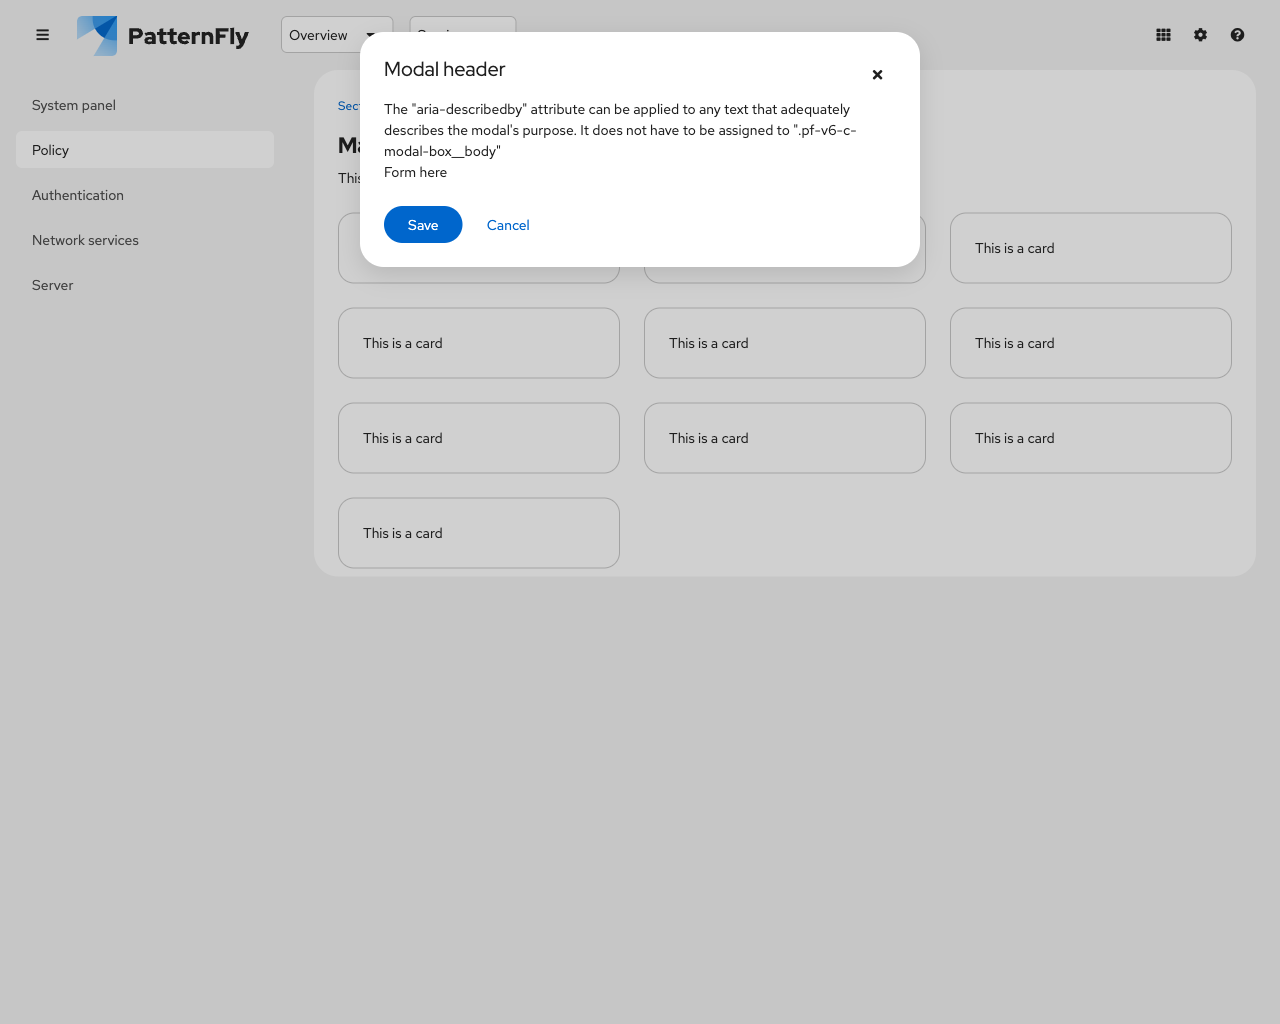 PatternFly
Overview
System panel
Policy
Authentication
Network services
Server
Modal header
The "aria-describedby" attribute can be applied to any text that adequately
describes the modal's purpose. It does not have to be assigned to ".pf-v6-c-
modal-box__body"
Form here
Save
Cancel
This is a card
This is a card
This is a card
This is a card
This is a card
This is a card
This is a card
This is a card